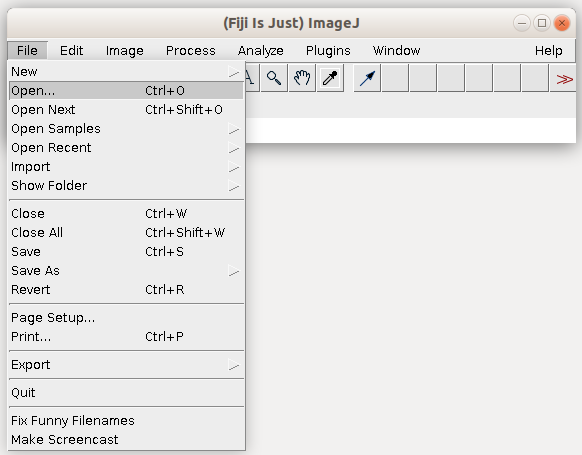 (Fiji Is Just) ImageJ
File Edit Image Process Analyze Plugins Window Help
New
Open... Ctrl+O
Open Next Ctrl+Shift+O
Open Samples
Open Recent
Import
Show Folder
Close Ctrl+W
Close All Ctrl+Shift+W
Save Ctrl+S
Save As
Revert Ctrl+R
Page Setup...
Print... Ctrl+P
Export
Quit
Fix Funny Filenames
Make Screencast